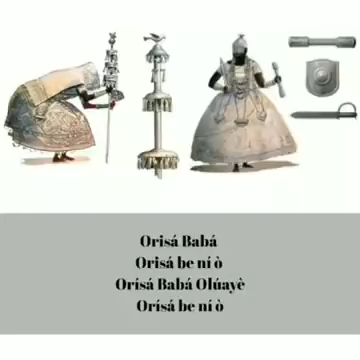 Orisá Babá
Orisá be ní ò
Orísá Babá Olúayè
Orísá be ní ò